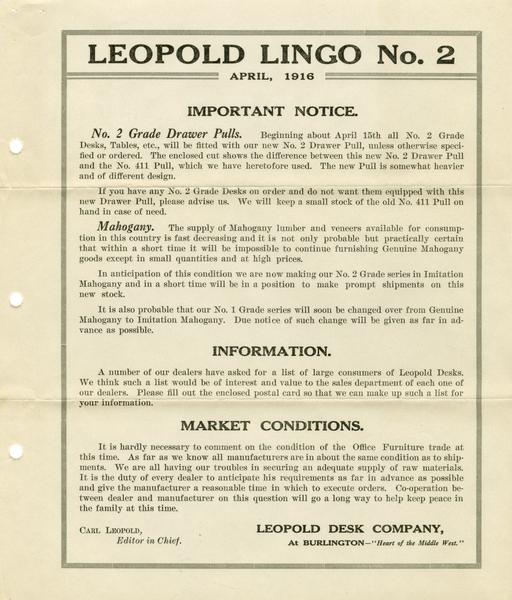 LEOPOLD LINGO No. 2
APRIL, 1916
IMPORTANT NOTICE.
No. 2 Grade Drawer Pulls. Beginning about April 15th all No. 2 Grade
Desks, Tables, etc., will be fitted with our new No. 2 Drawer Pull, unless otherwise speci-
fied or ordered. The enclosed cut shows the difference between this new No. 2 Drawer Pull
and the No. 411 Pull, which we have heretofore used. The new Pull is somewhat heavier
and of different design.
If you have any No. 2 Grade Desks on order and do not want them equipped with this
new Drawer Pull, please advise us. We will keep a small stock of the old No. 411 Pull on
hand in case of need.
Mahogany. The supply of Mahogany lumber and veneers available for consump-
tion in this country is fast decreasing and it is not only probable but practically certain
that within a short time it will be impossible to continue furnishing Genuine Mahogany
goods except in small quantities and at high prices.
In anticipation of this condition we are now making our No. 2 Grade series in Imitation
Mahogany and in a short time will be in a position to make prompt shipments on this
new stock.
It is also probable that our No. 1 Grade series will soon be changed over from Genuine
Mahogany to Imitation Mahogany. Due notice of such change will be given as far in ad-
vance as possible.
INFORMATION.
A number of our dealers have asked for a list of large consumers of Leopold Desks.
We think such a list would be of interest and value to the sales department of each one of
our dealers. Please fill out the enclosed postal card so that we can make up such a list for
your information.
MARKET CONDITIONS.
It is hardly necessary to comment on the condition of the Office Furniture trade at
this time. As far as we know all manufacturers are in about the same condition as to ship-
ments. We are all having our troubles in securing an adequate supply of raw materials.
It is the duty of every dealer to anticipate his requirements as far in advance as possible
and give the manufacturer a reasonable time in which to execute orders. Co-operation be-
tween dealer and manufacturer on this question will go a long way to help keep peace in
the family at this time.
CARL LEOPOLD,
Editor in Chief.
LEOPOLD DESK COMPANY,
At BURLINGTON—"Heart of the Middle West."